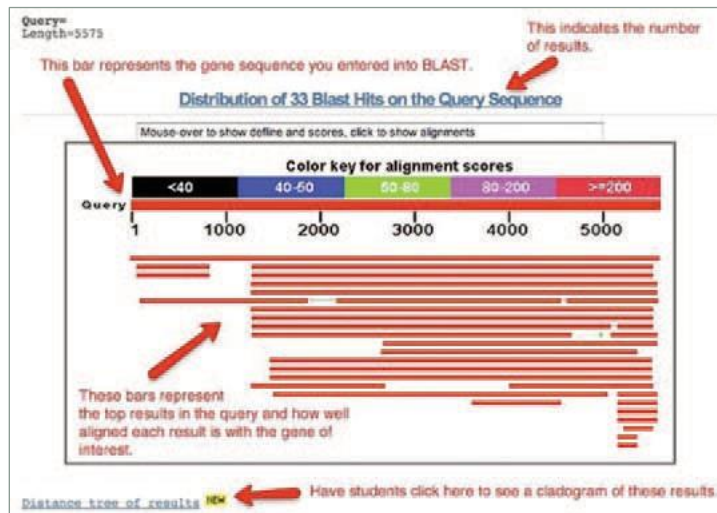 Query=
Length=5575
This indicates the number
of results.
This bar represents the gene sequence you entered into BLAST.
Distribution of 33 Blast Hits on the Query Sequence
Mouse-over to show defline and scores, click to show alignments
Color key for alignment scores
<40 40-50 50-80 80-200 >=200
Query
1 1000 2000 3000 4000 5000
These bars represent
the top results in the query and how well
aligned each result is with the gene of
interest.
Distance tree of results NEW
Have students click here to see a cladogram of these results.